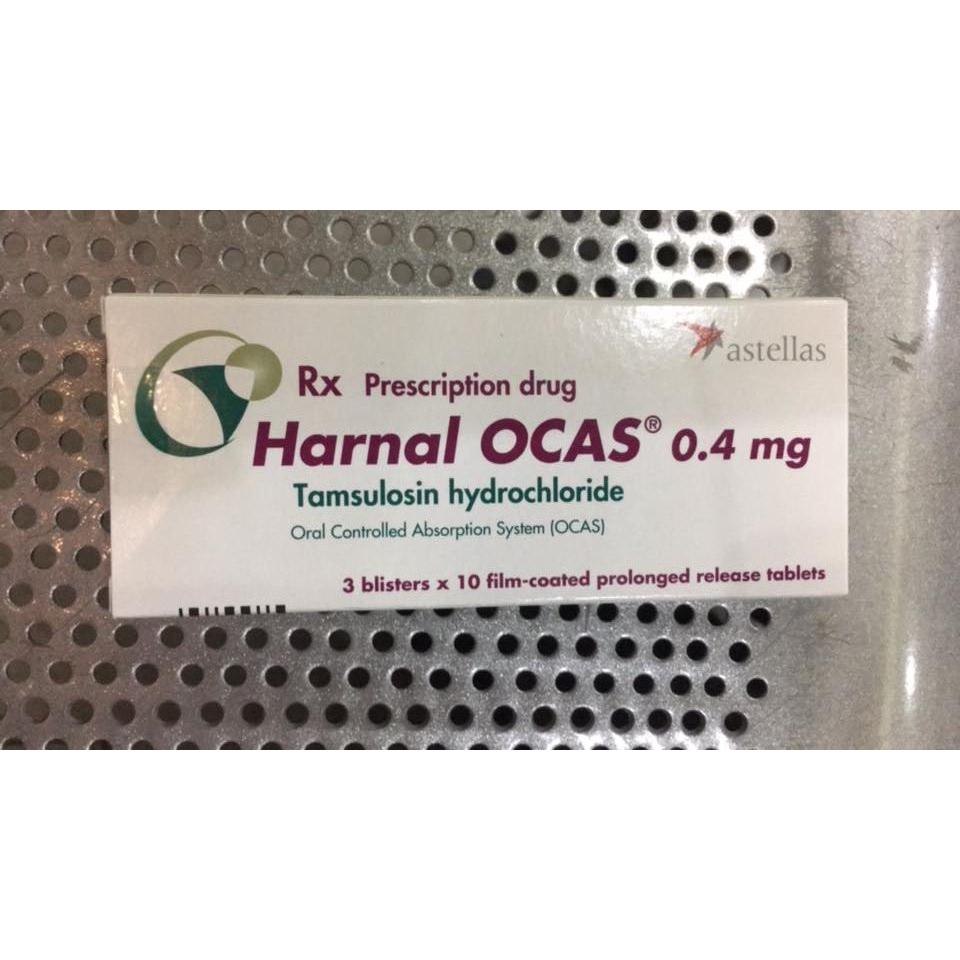 astellas
Rx Prescription drug
Harnal OCAS® 0.4 mg
Tamsulosin hydrochloride
Oral Controlled Absorption System (OCAS)
3 blisters x 10 film-coated prolonged release tablets